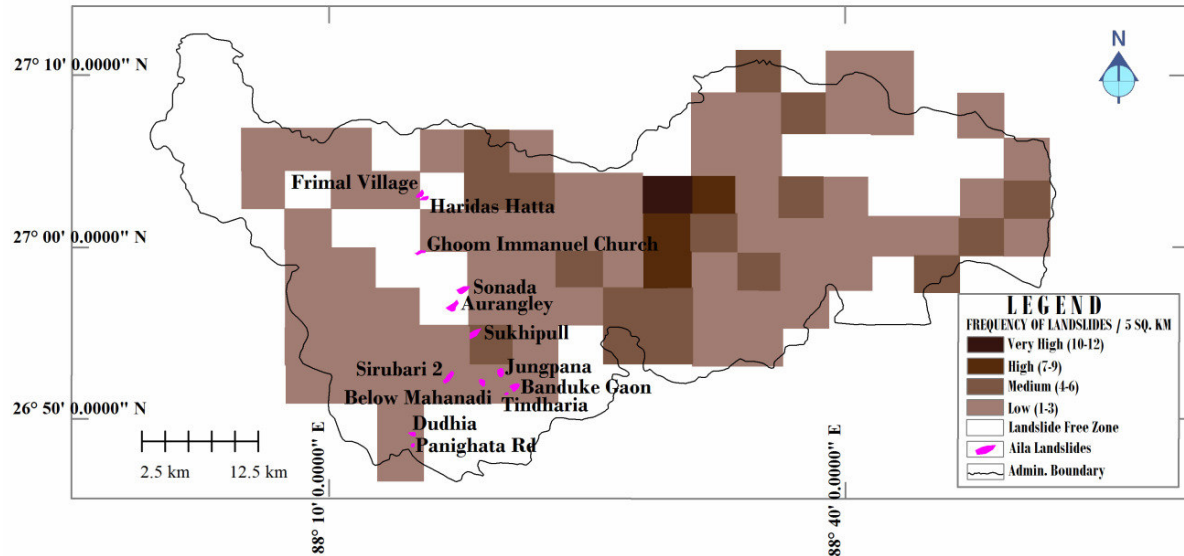 N
27° 10' 0.0000" N
Frimal Village
Haridas Hatta
27° 00' 0.0000" N
Ghoom Immanuel Church
Sonada
Aurangley
Sukhipull
Sirubari 2
Jungpana
Below Mahanadi
Banduke Gaon
Tindharia
26° 50' 0.0000" N
Dudhia
Panighata Rd
2.5 km 12.5 km
88° 10' 0.0000" E
88° 40' 0.0000" E
LEGEND
FREQUENCY OF LANDSLIDES / 5 SQ. KM
Very High (10-12)
High (7-9)
Medium (4-6)
Low (1-3)
Landslide Free Zone
Aila Landslides
Admin. Boundary